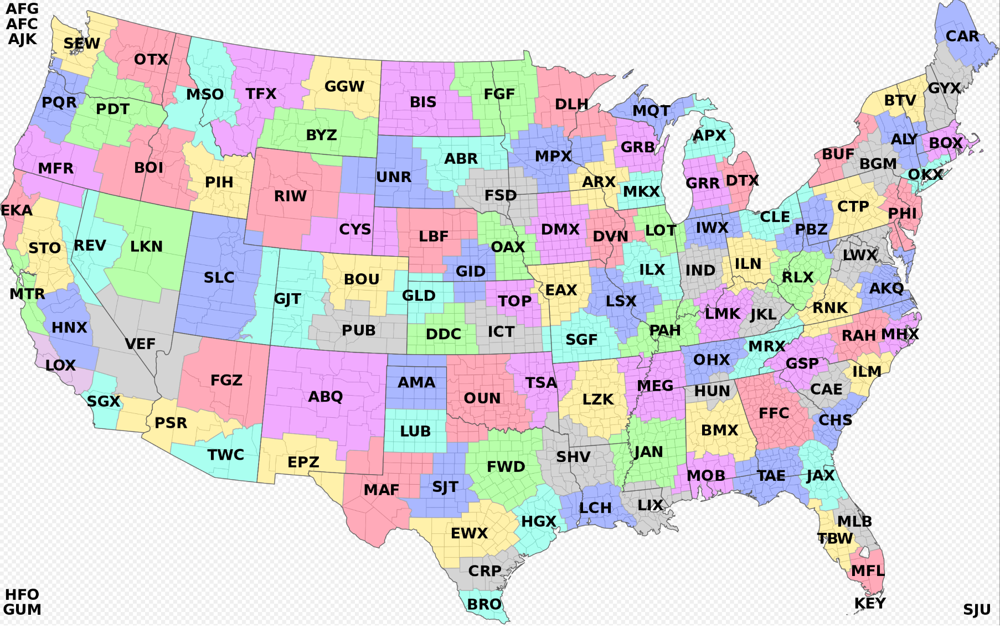 AFG
AFC
AJK
SEW
OTX
MSO
TFX
GGW
BIS
FGF
DLH
MQT
CAR
GYX
BTV
PQR
PDT
BYZ
ABR
MPX
GRB
APX
ALY
BOX
MFR
BOI
PIH
RIW
UNR
FSD
ARX
MKX
GRR
DTX
BUF
BGM
OKX
EKA
STO
REV
LKN
SLC
CYS
LBF
OAX
DMX
DVN
LOT
IWX
CLE
PBZ
CTP
PHI
MTR
HNX
VEF
GJT
BOU
PUB
GLD
GID
TOP
DDC
ICT
EAX
LSX
ILX
IND
ILN
RLX
LWX
AKQ
RNK
SGF
PAH
LMK
JKL
LOX
SGX
PSR
FGZ
TWC
ABQ
EPZ
AMA
LUB
OUN
TSA
LZK
MEG
OHX
MRX
GSP
RAH
MHX
ILM
CAE
CHS
HUN
BMX
FFC
MAF
SJT
FWD
SHV
JAN
MOB
TAE
JAX
EWX
HGX
LCH
LIX
MLB
TBW
MFL
KEY
CRP
BRO
HFO
GUM
SJU